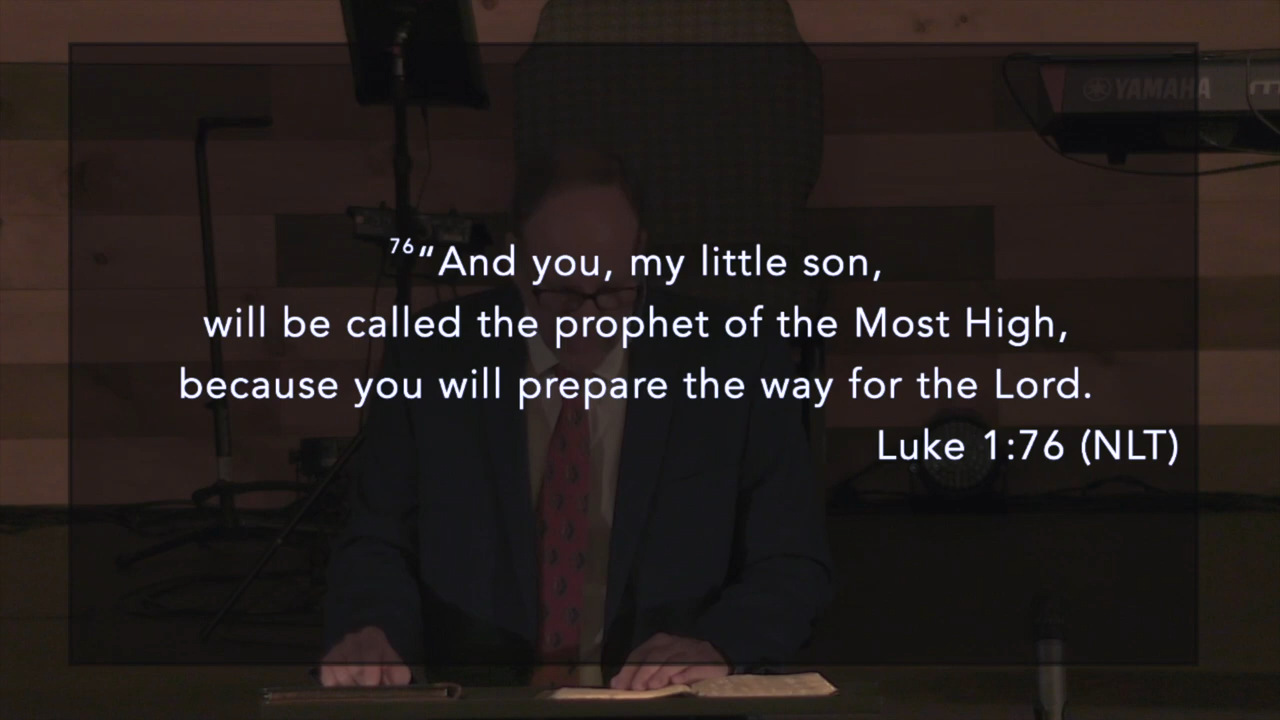 YAMAHA
76"And you, my little son,
will be called the prophet of the Most High,
because you will prepare the way for the Lord.
Luke 1:76 (NLT)